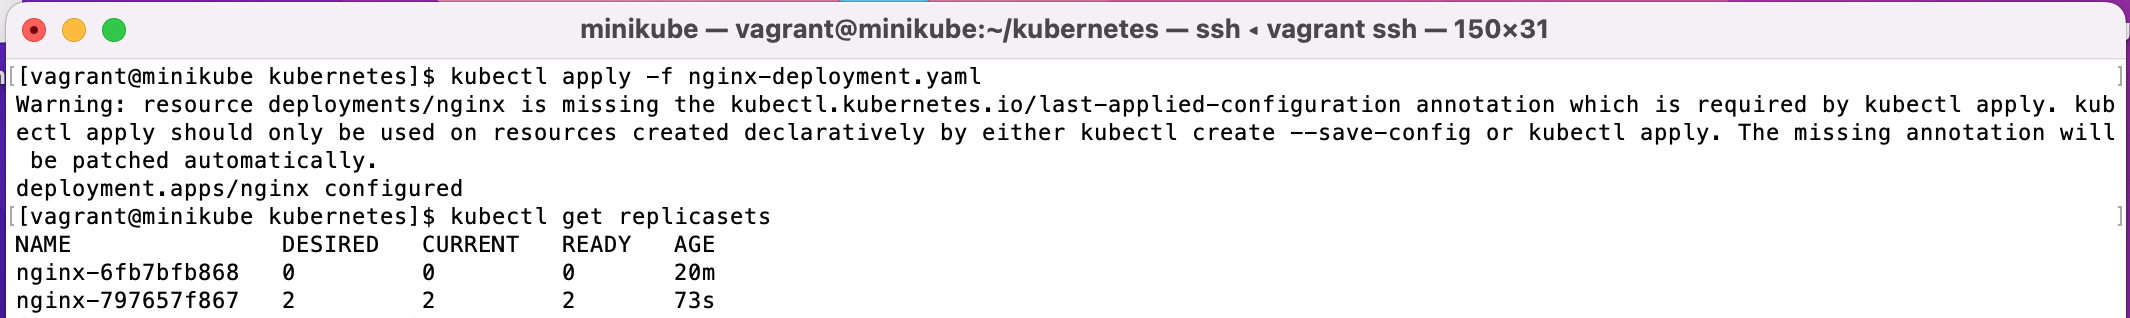 minikube — vagrant@minikube:~/kubernetes — ssh ◂ vagrant ssh — 150×31
[[vagrant@minikube kubernetes]$ kubectl apply -f nginx-deployment.yaml ]
Warning: resource deployments/nginx is missing the kubectl.kubernetes.io/last-applied-configuration annotation which is required by kubectl apply. kub
ectl apply should only be used on resources created declaratively by either kubectl create --save-config or kubectl apply. The missing annotation will
 be patched automatically.
deployment.apps/nginx configured
[[vagrant@minikube kubernetes]$ kubectl get replicasets ]
NAME               DESIRED   CURRENT   READY   AGE
nginx-6fb7bfb868   0         0         0       20m
nginx-797657f867   2         2         2       73s